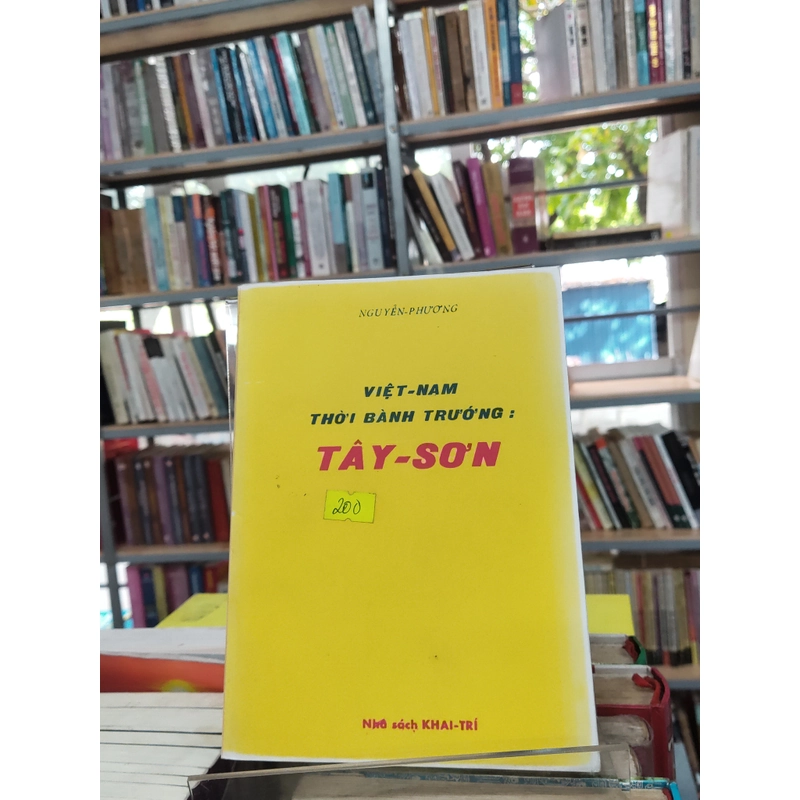 NGUYỄN-PHƯƠNG
VIỆT-NAM
THỜI BÀNH TRƯỚNG:
TÂY-SƠN
200
Nhà sách KHAI-TRÍ